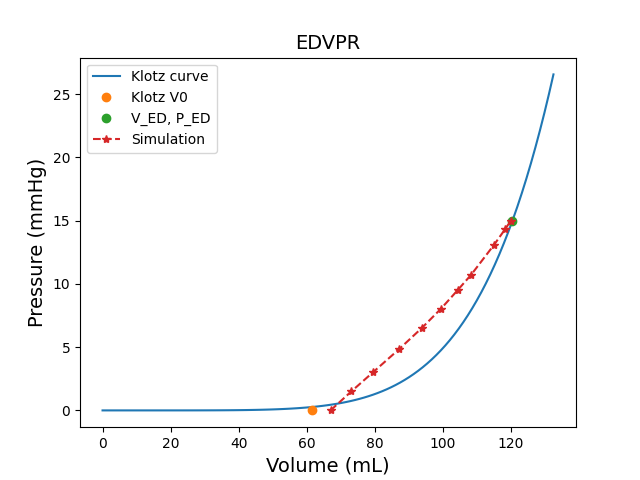 EDVPR
Klotz curve
Klotz V0
V_ED, P_ED
Simulation
25
20
15
10
5
0
Pressure (mmHg)
0 20 40 60 80 100 120
Volume (mL)